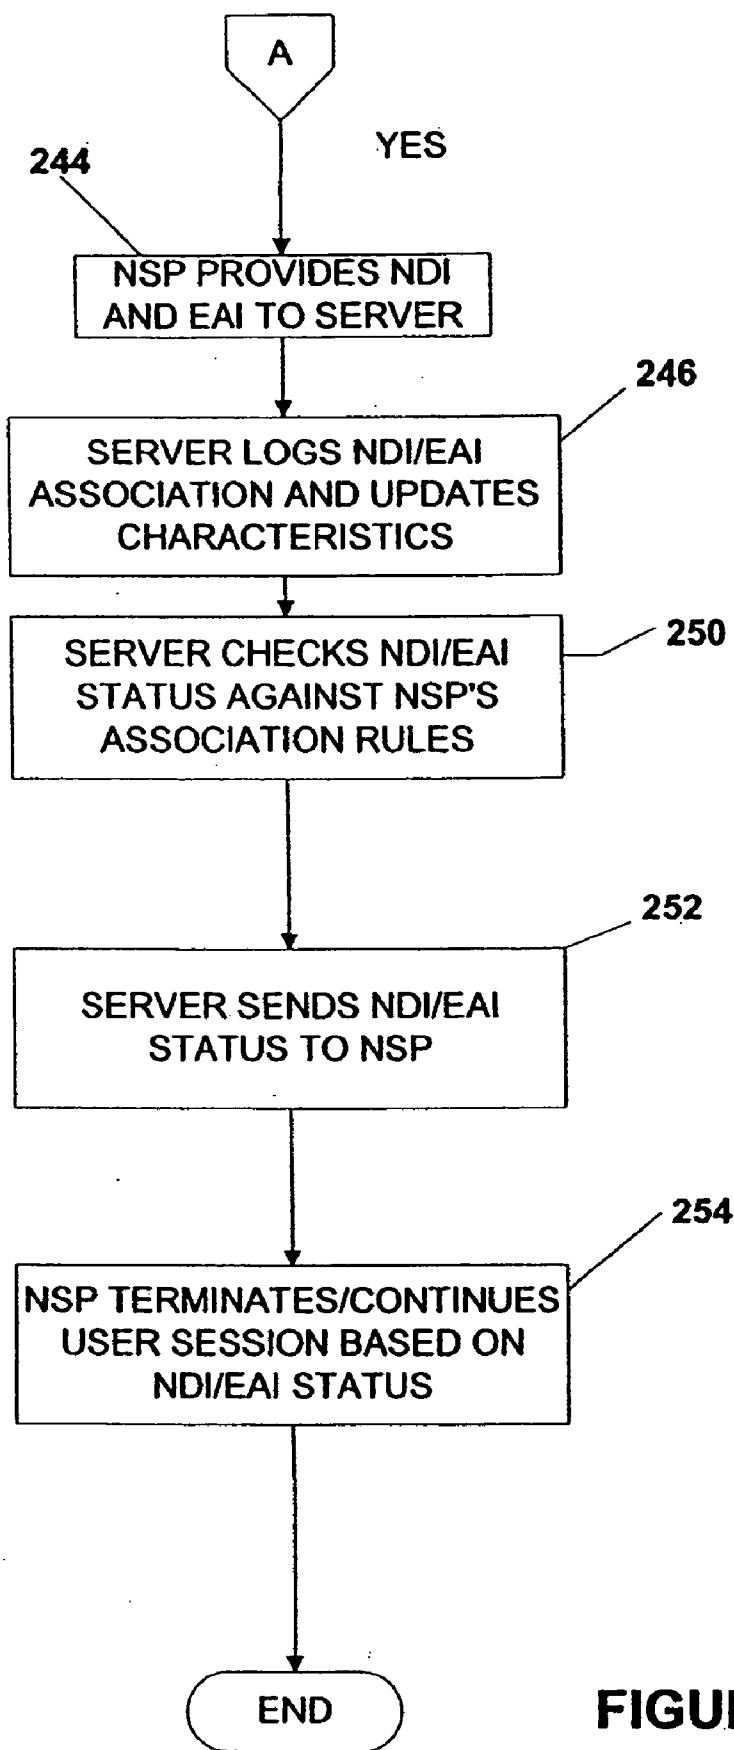 A
YES
244
NSP PROVIDES NDI
AND EAI TO SERVER
246
SERVER LOGS NDI/EAI
ASSOCIATION AND UPDATES
CHARACTERISTICS
250
SERVER CHECKS NDI/EAI
STATUS AGAINST NSP'S
ASSOCIATION RULES
252
SERVER SENDS NDI/EAI
STATUS TO NSP
254
NSP TERMINATES/CONTINUES
USER SESSION BASED ON
NDI/EAI STATUS
END